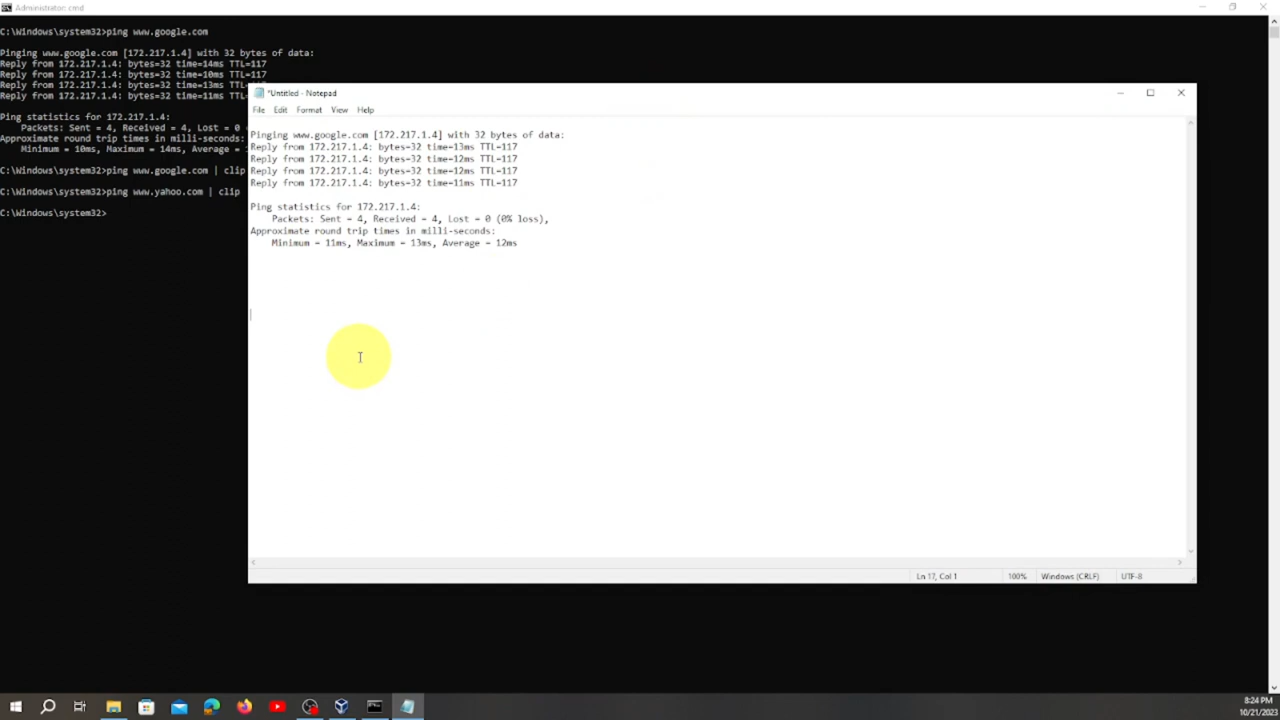 Administrator: cmd
C:\Windows\system32>ping www.google.com
Pinging www.google.com [172.217.1.4] with 32 bytes of data:
Reply from 172.217.1.4: bytes=32 time=14ms TTL=117
Reply from 172.217.1.4: bytes=32 time=10ms TTL=117
Reply from 172.217.1.4: bytes=32 time=13ms TTL=117
Reply from 172.217.1.4: bytes=32 time=11ms TTL=
Ping statistics for 172.217.1.4:
Packets: Sent = 4, Received = 4, Lost = 0
Approximate round trip times in milli-seconds:
Minimum = 10ms, Maximum = 14ms, Average =
C:\Windows\system32>ping www.google.com | clip
C:\Windows\system32>ping www.yahoo.com | clip
C:\Windows\system32>
*Untitled - Notepad
File Edit Format View Help
Pinging www.google.com [172.217.1.4] with 32 bytes of data:
Reply from 172.217.1.4: bytes=32 time=13ms TTL=117
Reply from 172.217.1.4: bytes=32 time=12ms TTL=117
Reply from 172.217.1.4: bytes=32 time=12ms TTL=117
Reply from 172.217.1.4: bytes=32 time=11ms TTL=117
Ping statistics for 172.217.1.4:
Packets: Sent = 4, Received = 4, Lost = 0 (0% loss),
Approximate round trip times in milli-seconds:
Minimum = 11ms, Maximum = 13ms, Average = 12ms
Ln 17, Col 1 100% Windows (CRLF) UTF-8
8:24 PM
10/21/2023